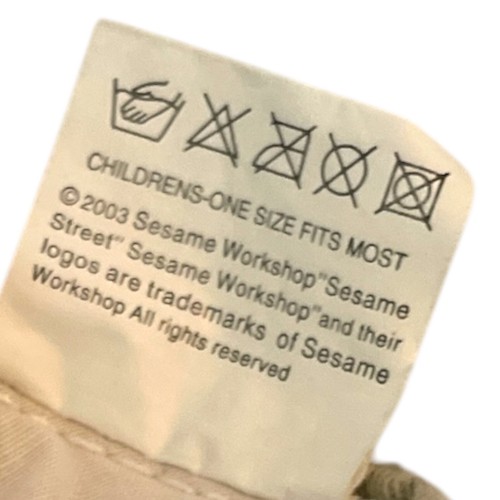 CHILDRENS-ONE SIZE FITS MOST
©2003 Sesame Workshop"Sesame
Street" Sesame Workshop"and their
logos are trademarks of Sesame
Workshop All rights reserved